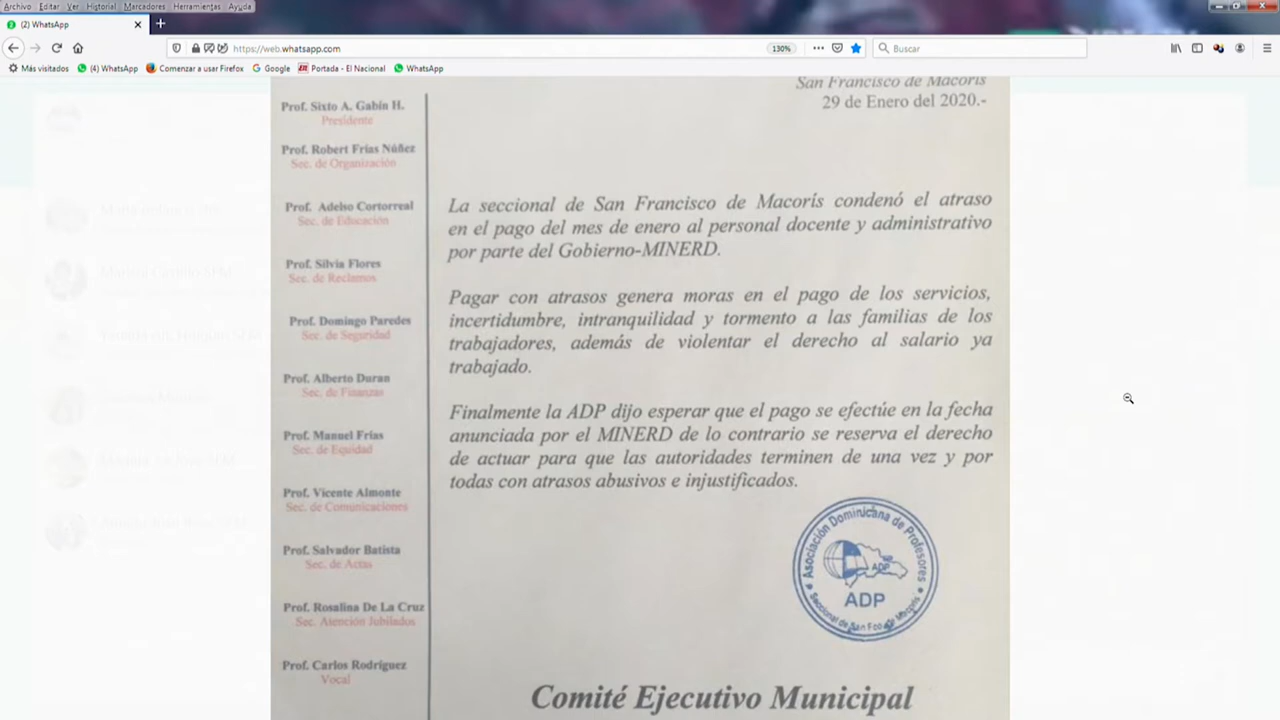 Archivo Editar Ver Historial Marcadores Herramientas Ayuda
(2) WhatsApp
https://web.whatsapp.com
130%
Buscar
Más visitados
(4) WhatsApp
Comenzar a usar Firefox
Google
Portada - El Nacional
WhatsApp
San Francisco de Macorís
29 de Enero del 2020.-
Prof. Sixto A. Gabín H.
Presidente
Prof. Robert Frías Núñez
Sec. de Organización
Prof. Adelso Cortorreal
Sec. de Educación
Prof. Silvia Flores
Sec. de Reclamos
Prof. Domingo Paredes
Sec. de Seguridad
Prof. Alberto Duran
Sec. de Finanzas
Prof. Manuel Frías
Sec. de Equidad
Prof. Vicente Almonte
Sec. de Comunicaciones
Prof. Salvador Batista
Sec. de Actas
Prof. Rosalina De La Cruz
Sec. Atención Jubilados
Prof. Carlos Rodríguez
Vocal
La seccional de San Francisco de Macorís condenó el atraso
en el pago del mes de enero al personal docente y administrativo
por parte del Gobierno-MINERD.
Pagar con atrasos genera moras en el pago de los servicios,
incertidumbre, intranquilidad y tormento a las familias de los
trabajadores, además de violentar el derecho al salario ya
trabajado.
Finalmente la ADP dijo esperar que el pago se efectúe en la fecha
anunciada por el MINERD de lo contrario se reserva el derecho
de actuar para que las autoridades terminen de una vez y por
todas con atrasos abusivos e injustificados.
Asociación Dominicana de Profesores
ADP
ADP
Seccional de San Fco de Macorís
Comité Ejecutivo Municipal